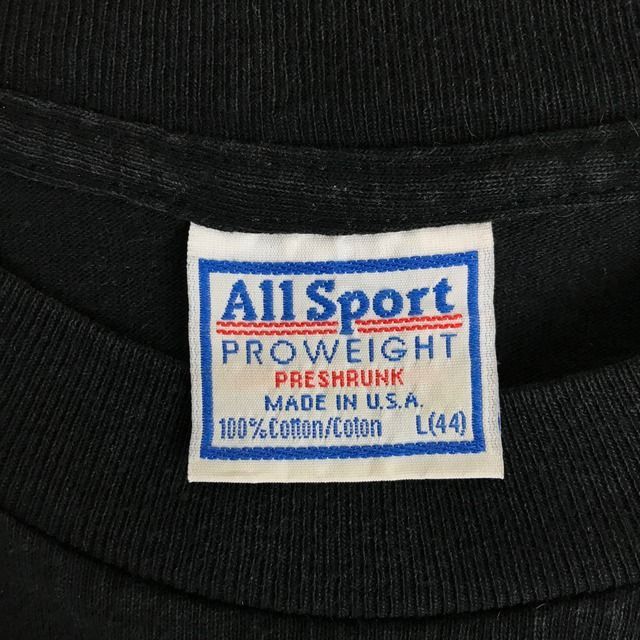 All Sport
PROWEIGHT
PRESHRUNK
MADE IN U.S.A.
100% Cotton/Coton L(44)